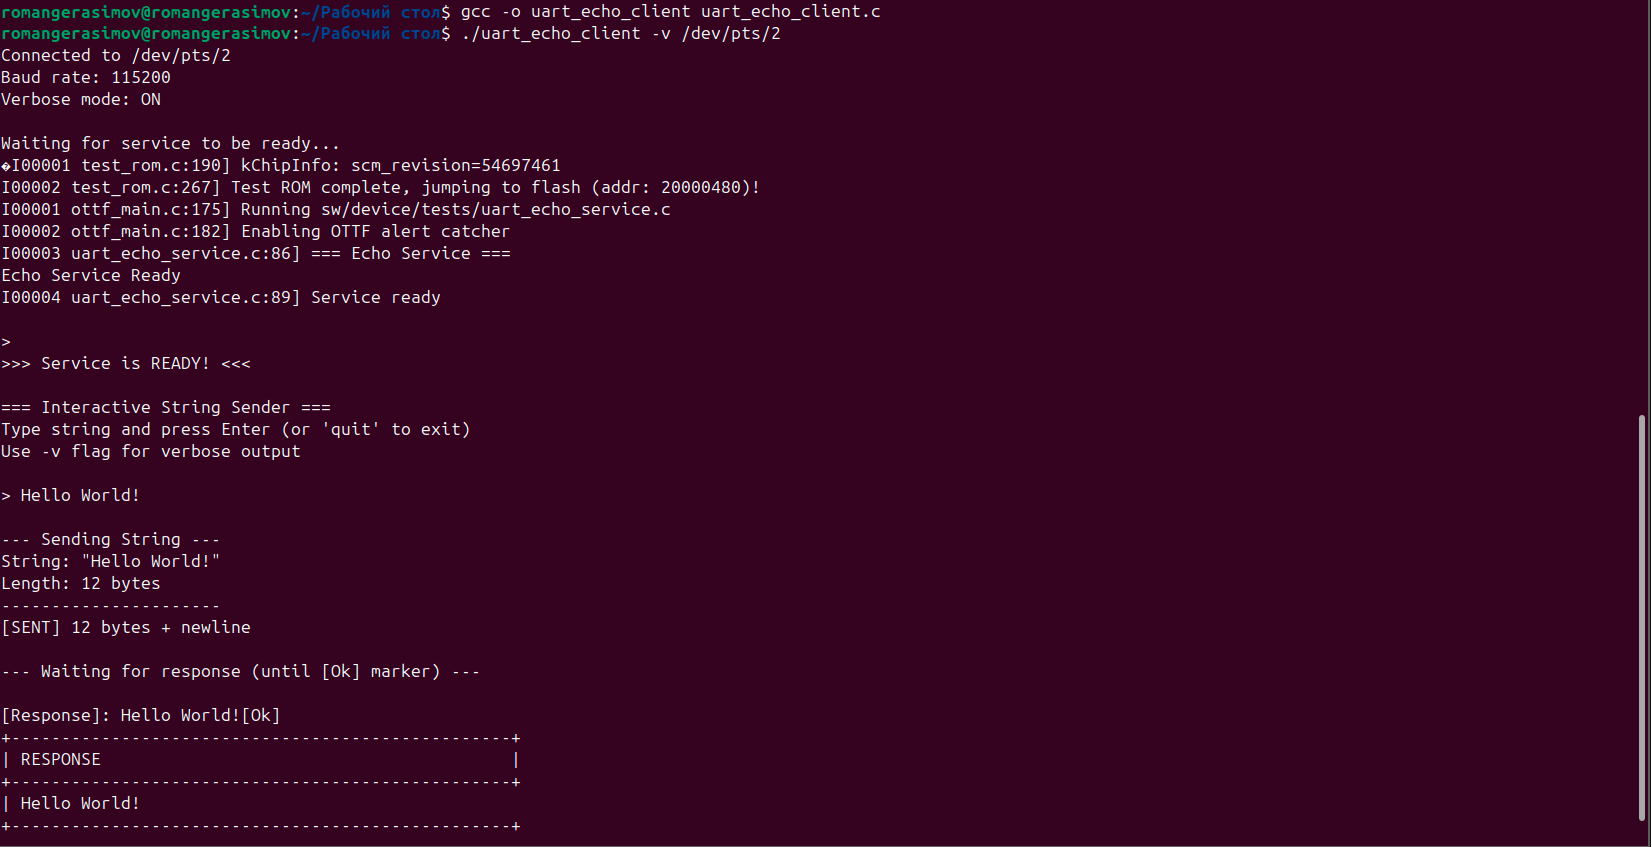 romangerasimov@romangerasimov:~/Рабочий стол$ gcc -o uart_echo_client uart_echo_client.c
romangerasimov@romangerasimov:~/Рабочий стол$ ./uart_echo_client -v /dev/pts/2
Connected to /dev/pts/2
Baud rate: 115200
Verbose mode: ON
Waiting for service to be ready...
�I00001 test_rom.c:190] kChipInfo: scm_revision=54697461
I00002 test_rom.c:267] Test ROM complete, jumping to flash (addr: 20000480)!
I00001 ottf_main.c:175] Running sw/device/tests/uart_echo_service.c
I00002 ottf_main.c:182] Enabling OTTF alert catcher
I00003 uart_echo_service.c:86] === Echo Service ===
Echo Service Ready
I00004 uart_echo_service.c:89] Service ready
>
>>> Service is READY! <<<
=== Interactive String Sender ===
Type string and press Enter (or 'quit' to exit)
Use -v flag for verbose output
> Hello World!
--- Sending String ---
String: "Hello World!"
Length: 12 bytes
----------------------
[SENT] 12 bytes + newline
--- Waiting for response (until [Ok] marker) ---
[Response]: Hello World![Ok]
+--------------------------------------------------+
| RESPONSE                                         |
+--------------------------------------------------+
| Hello World!
+--------------------------------------------------+